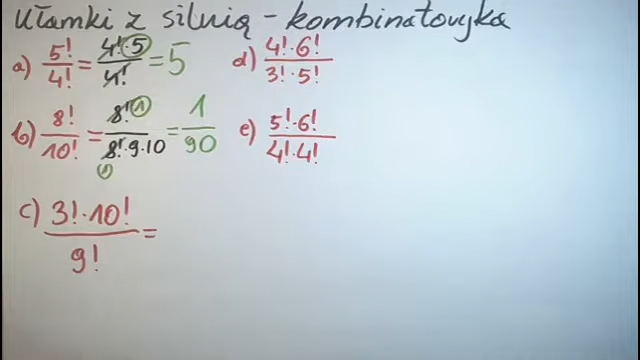 Ułamki z silnią - kombinatoryka
a) 5!/4! = 4!·5/4! = 5
b) 8!/10! = 8!·1/8!·9·10 = 1/90
1
c) 3!·10!/9! =
d) 4!·6!/3!·5!
e) 5!·6!/4!·4!